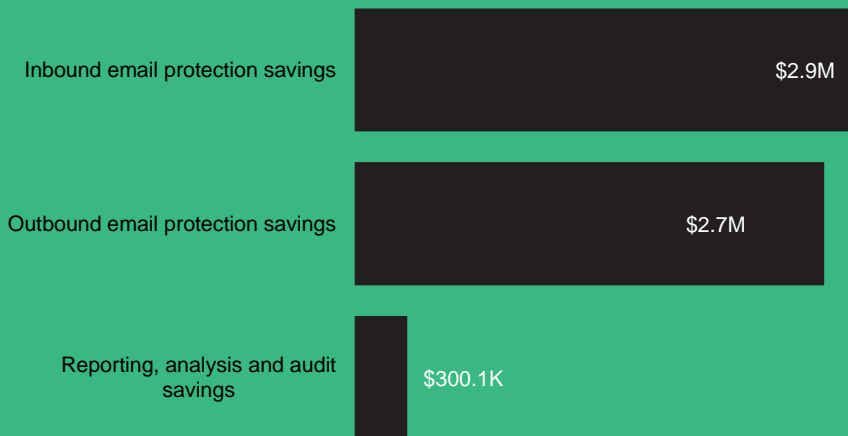 Inbound email protection savings
$2.9M
Outbound email protection savings
$2.7M
Reporting, analysis and audit
savings
$300.1K